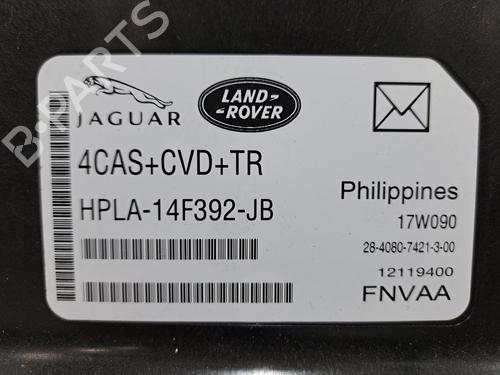 JAGUAR
LAND-
-ROVER
4CAS+CVD+TR
HPLA-14F392-JB
Philippines
17W090
28-4080-7421-3-00
12119400
FNVAA
B-PARTS